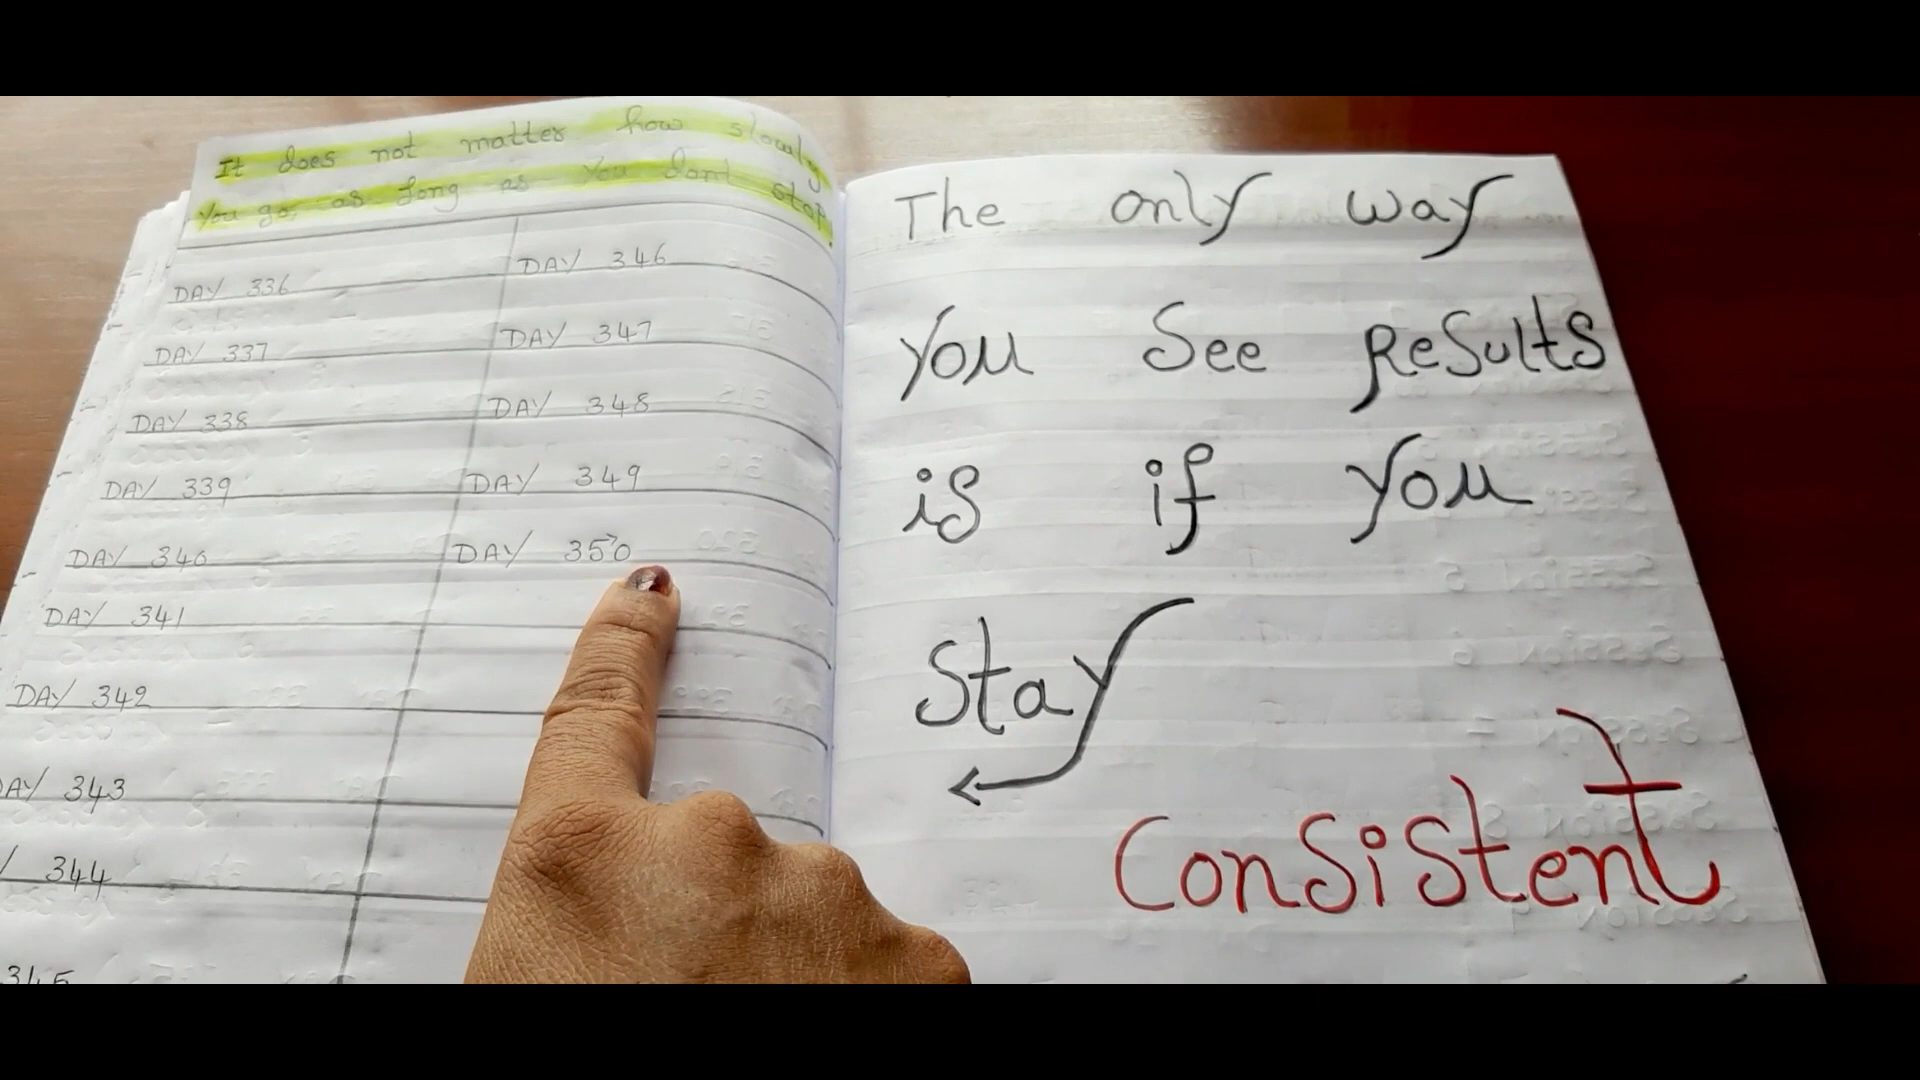 It does not matter how slowly
You go, as long as You dont stop.
DAY 336
DAY 337
DAY 338
DAY 339
DAY 340
DAY 341
DAY 342
DAY 343
344
345
DAY 346
DAY 347
DAY 348
DAY 349
DAY 350
The only way
You See Results
is if You
Stay
Consistent